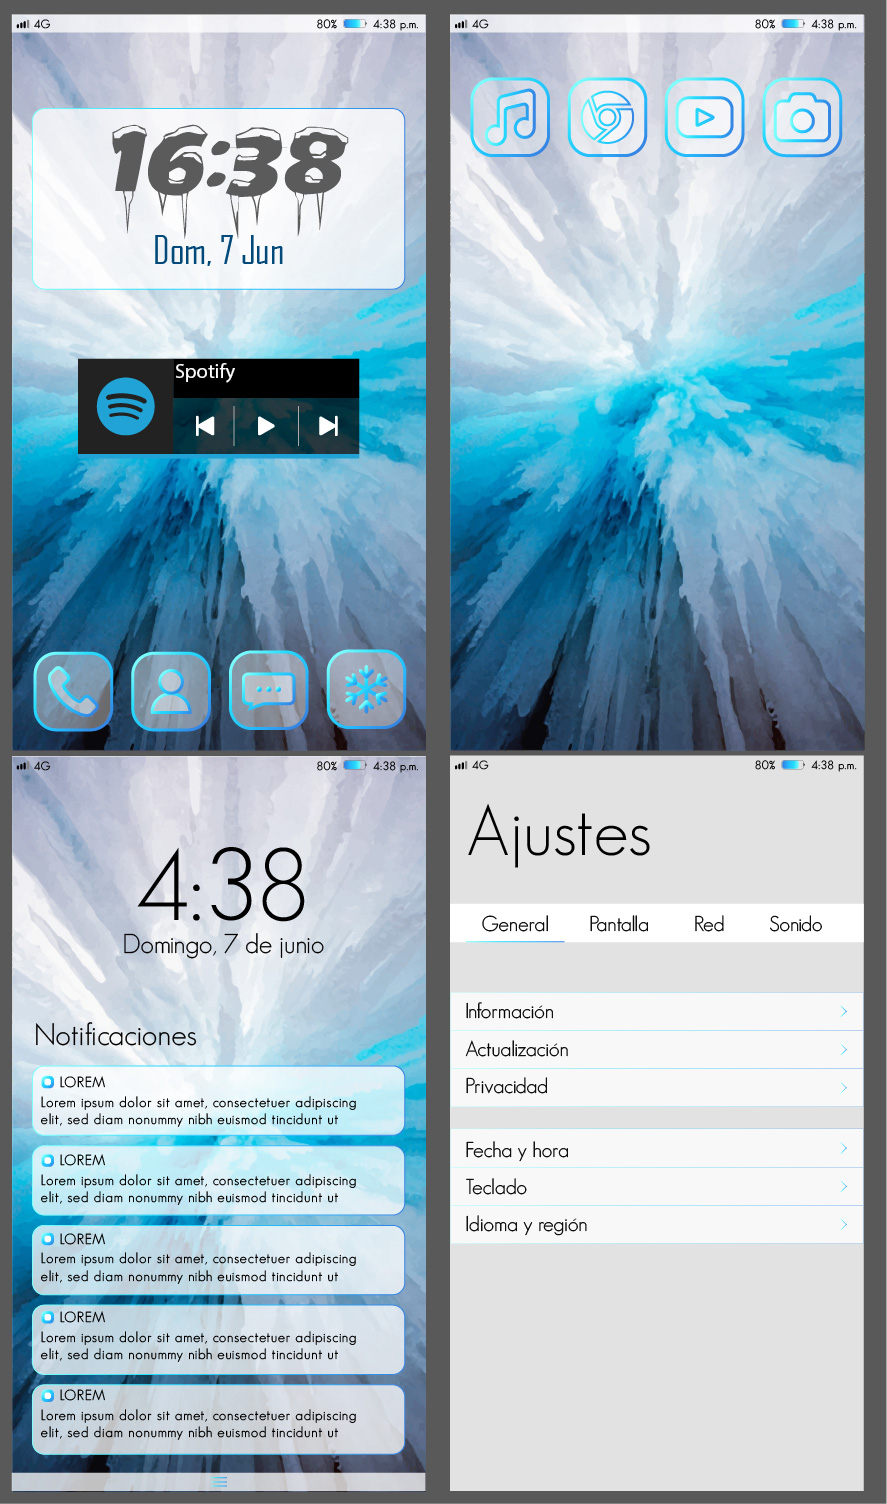 4G 80% 4:38 p.m.
16:38
Dom, 7 Jun
Spotify
4G 80% 4:38 p.m.
4G 80% 4:38 p.m.
4:38
Domingo, 7 de junio
Notificaciones
LOREM
Lorem ipsum dolor sit amet, consectetuer adipiscing
elit, sed diam nonummy nibh euismod tincidunt ut
LOREM
Lorem ipsum dolor sit amet, consectetuer adipiscing
elit, sed diam nonummy nibh euismod tincidunt ut
LOREM
Lorem ipsum dolor sit amet, consectetuer adipiscing
elit, sed diam nonummy nibh euismod tincidunt ut
LOREM
Lorem ipsum dolor sit amet, consectetuer adipiscing
elit, sed diam nonummy nibh euismod tincidunt ut
LOREM
Lorem ipsum dolor sit amet, consectetuer adipiscing
elit, sed diam nonummy nibh euismod tincidunt ut
4G 80% 4:38 p.m.
Ajustes
General Pantalla Red Sonido
Información
Actualización
Privacidad
Fecha y hora
Teclado
Idioma y región